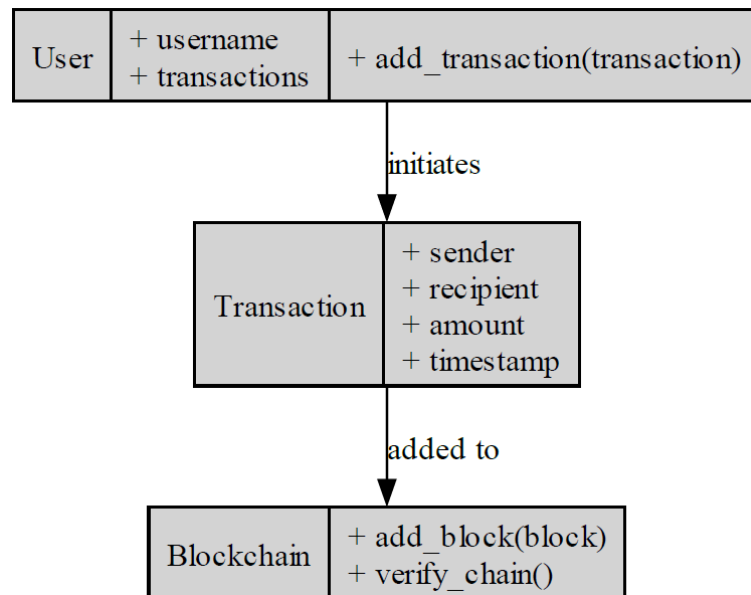 User
+ username
+ transactions
+ add_transaction(transaction)
initiates
Transaction
+ sender
+ recipient
+ amount
+ timestamp
added to
Blockchain
+ add_block(block)
+ verify_chain()